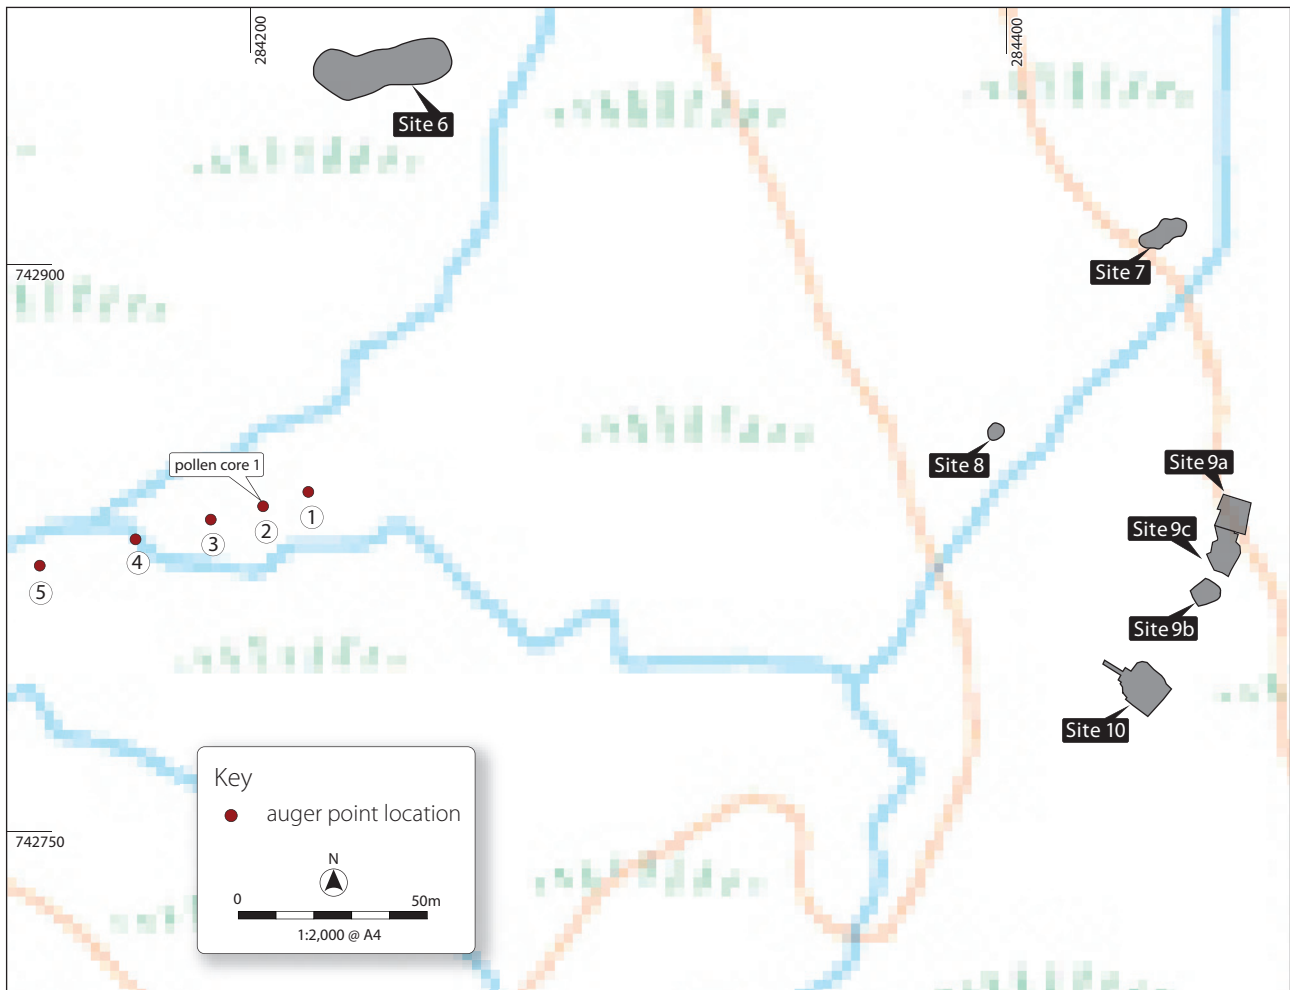 284200
284400
Site 6
742900
Site 7
pollen core 1
Site 8
Site 9a
1
2
3
4
5
Site 9c
Site 9b
Site 10
Key
auger point location
742750
N
0 50m
1:2,000 @ A4